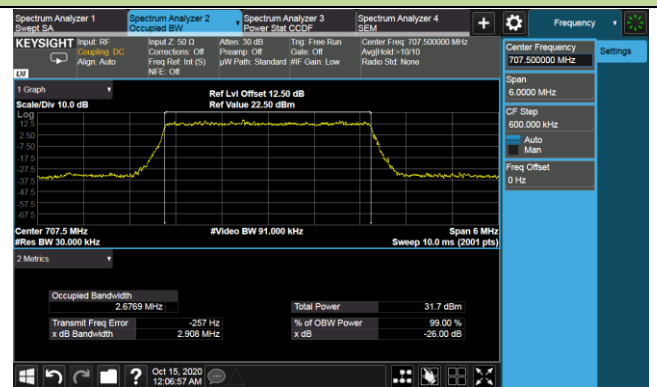 Spectrum Analyzer 1
Swept SA
Spectrum Analyzer 2
Occupied BW
Spectrum Analyzer 3
Power Stat CCDF
Spectrum Analyzer 4
SEM
+
Frequency
KEYSIGHT
Input: RF
Coupling: DC
Align: Auto
Input Z: 50 Ω
Corrections: Off
Freq Ref: Int (S)
NFE: Off
Atten: 30 dB
Preamp: Off
µW Path: Standard
Trig: Free Run
Gate: Off
#IF Gain: Low
Center Freq: 707.500000 MHz
Avg|Hold:>10/10
Radio Std: None
LXI
Center Frequency
707.500000 MHz
Settings
Span
6.0000 MHz
CF Step
600.000 kHz
Auto
Man
Freq Offset
0 Hz
1 Graph
Scale/Div 10.0 dB
Ref Lvl Offset 12.50 dB
Ref Value 22.50 dBm
Log
12.5
2.50
-7.50
-17.5
-27.5
-37.5
-47.5
-57.5
-67.5
Center 707.5 MHz
#Res BW 30.000 kHz
#Video BW 91.000 kHz
Span 6 MHz
Sweep 10.0 ms (2001 pts)
2 Metrics
Occupied Bandwidth
2.6769 MHz
Total Power 31.7 dBm
Transmit Freq Error -257 Hz
% of OBW Power 99.00 %
x dB Bandwidth 2.908 MHz
x dB -26.00 dB
?
Oct 15, 2020
12:06:57 AM